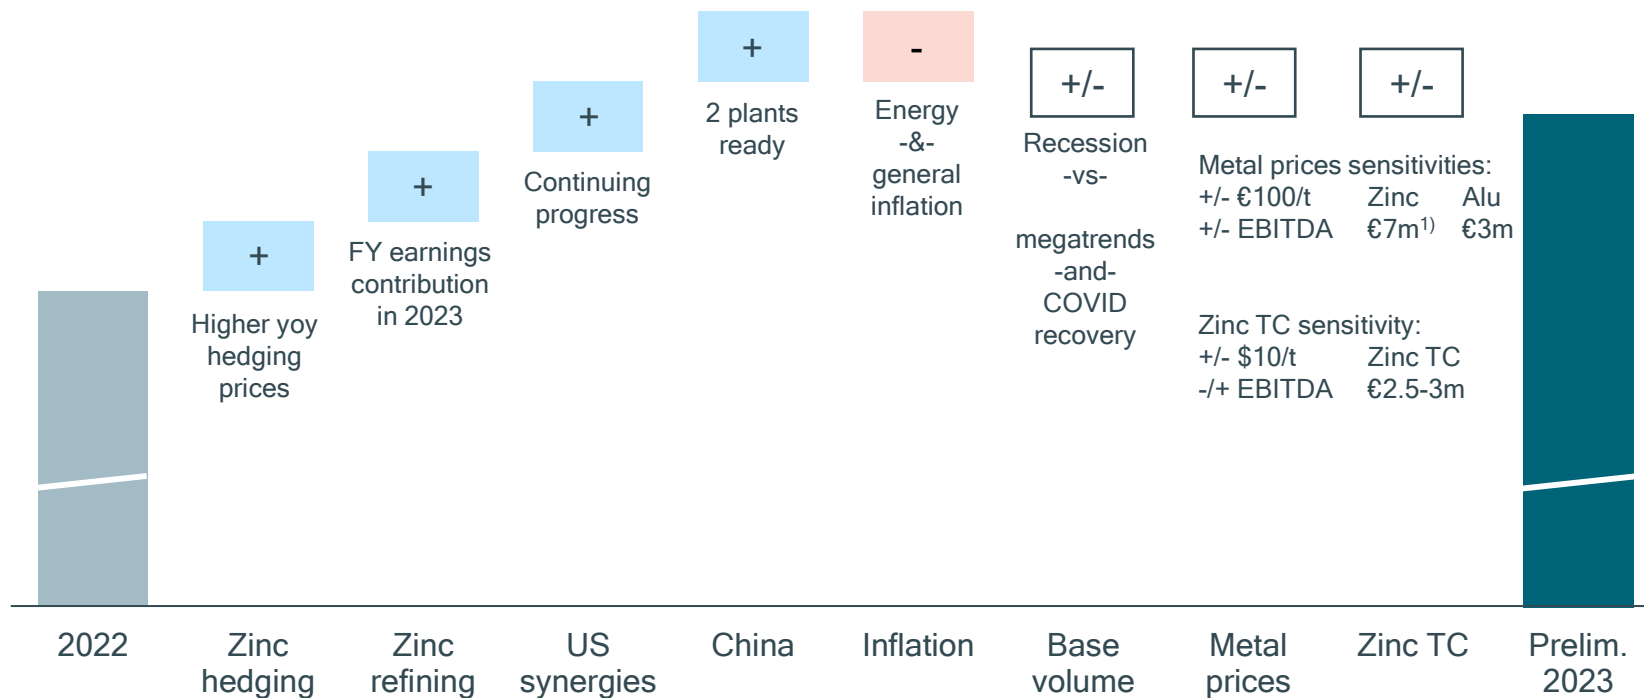 +
Higher yoy
hedging
prices
+
FY earnings
contribution
in 2023
+
Continuing
progress
+
2 plants
ready
-
Energy
-&-
general
inflation
+/-
Recession
-vs-
megatrends
-and-
COVID
recovery
+/-
+/-
Metal prices sensitivities:
+/- €100/t Zinc Alu
+/- EBITDA €7m1) €3m
Zinc TC sensitivity:
+/- $10/t Zinc TC
-/+ EBITDA €2.5-3m
2022
Zinc
hedging
Zinc
refining
US
synergies
China
Inflation
Base
volume
Metal
prices
Zinc TC
Prelim.
2023